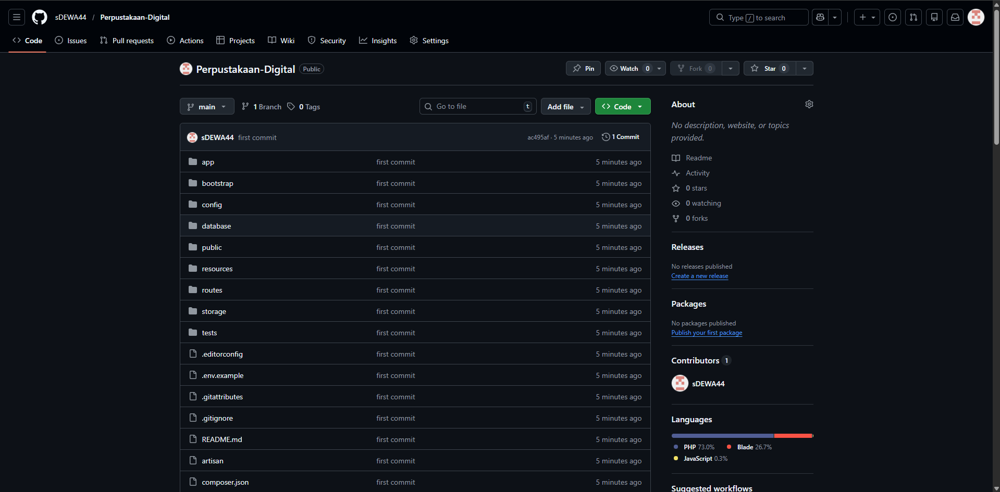 sDEWA44 / Perpustakaan-Digital
Type / to search
Code Issues Pull requests Actions Projects Wiki Security Insights Settings
Perpustakaan-Digital Public
Pin Watch 0 Fork 0 Star 0
main 1 Branch 0 Tags
Go to file t Add file Code
sDEWA44 first commit ac495af · 5 minutes ago 1 Commit
app first commit 5 minutes ago
bootstrap first commit 5 minutes ago
config first commit 5 minutes ago
database first commit 5 minutes ago
public first commit 5 minutes ago
resources first commit 5 minutes ago
routes first commit 5 minutes ago
storage first commit 5 minutes ago
tests first commit 5 minutes ago
.editorconfig first commit 5 minutes ago
.env.example first commit 5 minutes ago
.gitattributes first commit 5 minutes ago
.gitignore first commit 5 minutes ago
README.md first commit 5 minutes ago
artisan first commit 5 minutes ago
composer.json first commit 5 minutes ago
About
No description, website, or topics
provided.
Readme
Activity
0 stars
0 watching
0 forks
Releases
No releases published
Create a new release
Packages
No packages published
Publish your first package
Contributors 1
sDEWA44
Languages
PHP 73.0% Blade 26.7%
JavaScript 0.3%
Suggested workflows